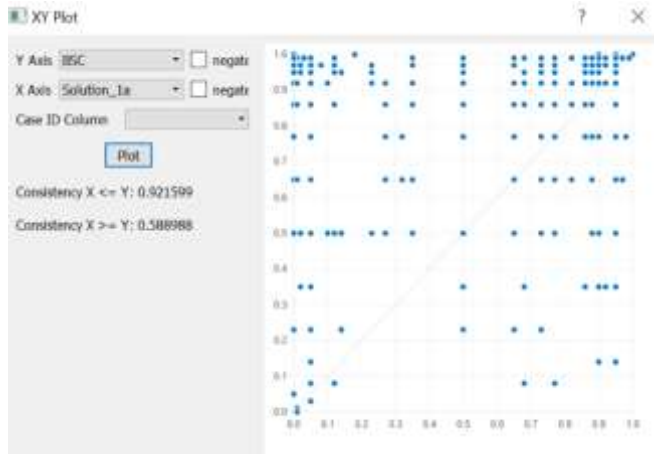 XY Plot
? ×
Y Axis BSC negate
X Axis Solution_1a negate
Case ID Column
Plot
Consistency X <= Y: 0.921599
Consistency X >= Y: 0.588988
1.0
0.9
0.8
0.7
0.6
0.5
0.4
0.3
0.2
0.1
0.0
0.0 0.1 0.2 0.3 0.4 0.5 0.6 0.7 0.8 0.9 1.0